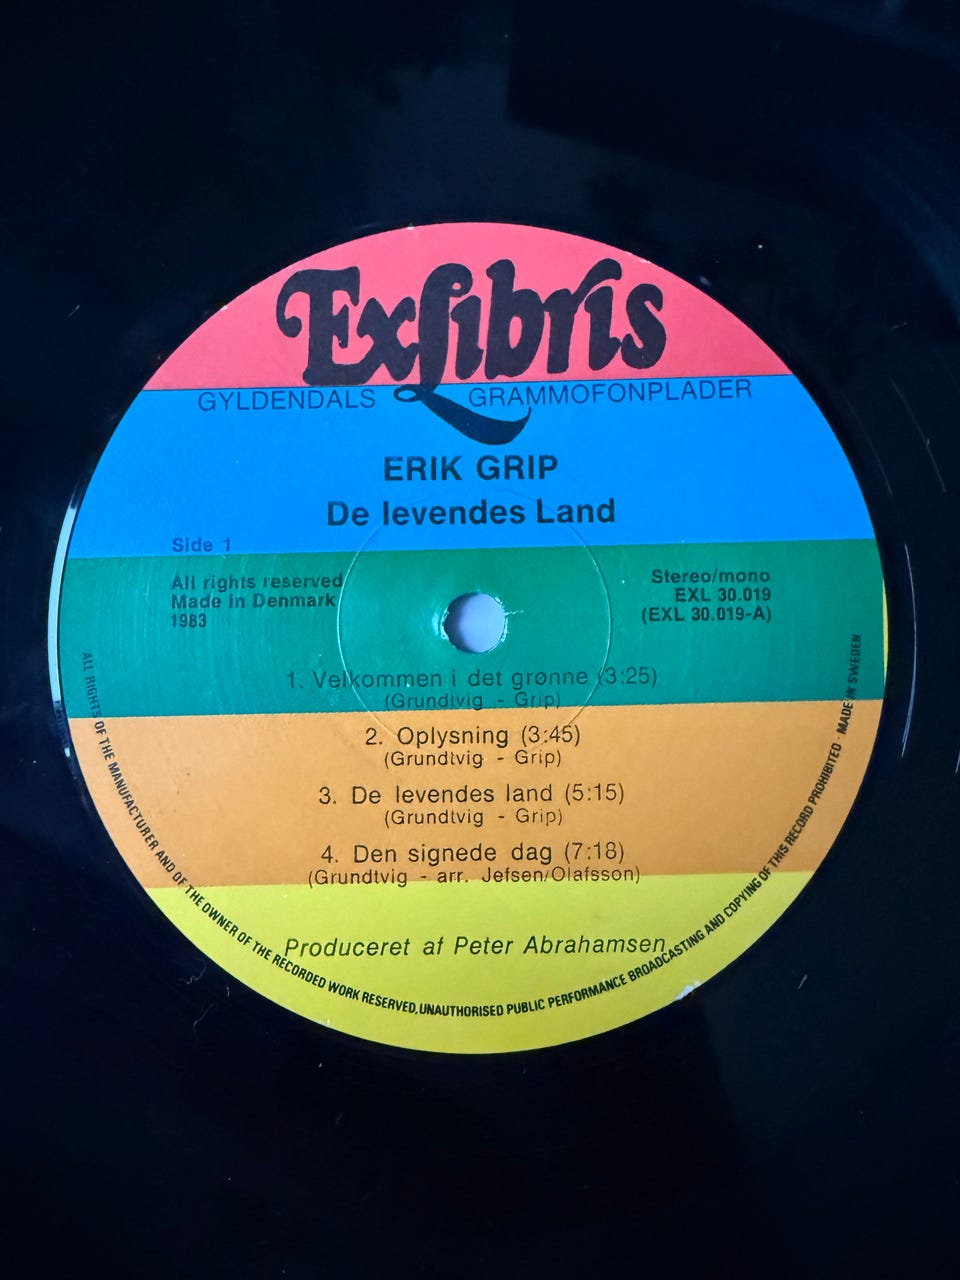 Exlibris
GYLDENDALS GRAMMOFONPLADER
ERIK GRIP
De levendes Land
Side 1
All rights reserved
Made in Denmark
1983
Stereo/mono
EXL 30.019
(EXL 30.019-A)
1. Velkommen i det grønne (3:25)
(Grundtvig - Grip)
2. Oplysning (3:45)
(Grundtvig - Grip)
3. De levendes land (5:15)
(Grundtvig - Grip)
4. Den signede dag (7:18)
(Grundtvig - arr. Jefsen/Olafsson)
Produceret af Peter Abrahamsen
ALL RIGHTS OF THE MANUFACTURER AND OF THE OWNER OF THE RECORDED WORK RESERVED, UNAUTHORISED PUBLIC PERFORMANCE BROADCASTING AND COPYING OF THIS RECORD PROHIBITED · MADE IN SWEDEN